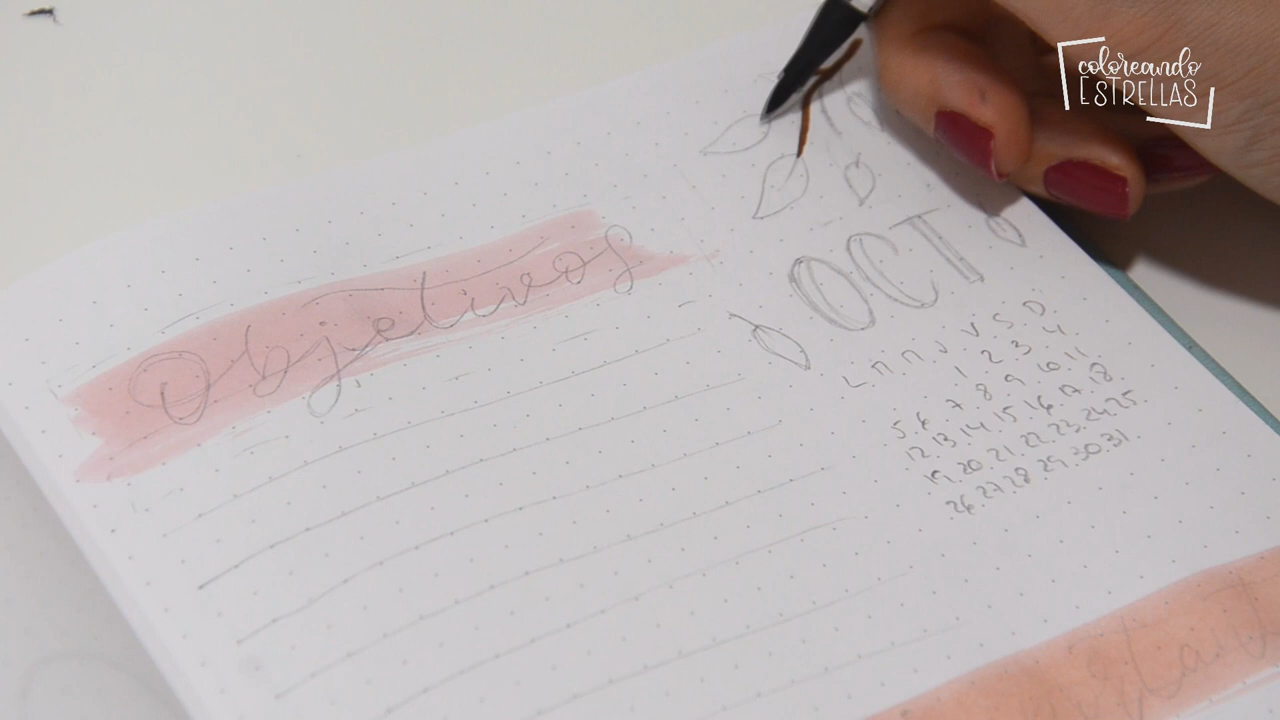 coloreando
ESTRELLAS
Objetivos
OCT
L M M J V S D
1 2 3 4
5 6 7 8 9 10 11
12 13 14 15 16 17 18
19. 20. 21. 22. 23. 24. 25
26. 27. 28. 29. 30. 31.